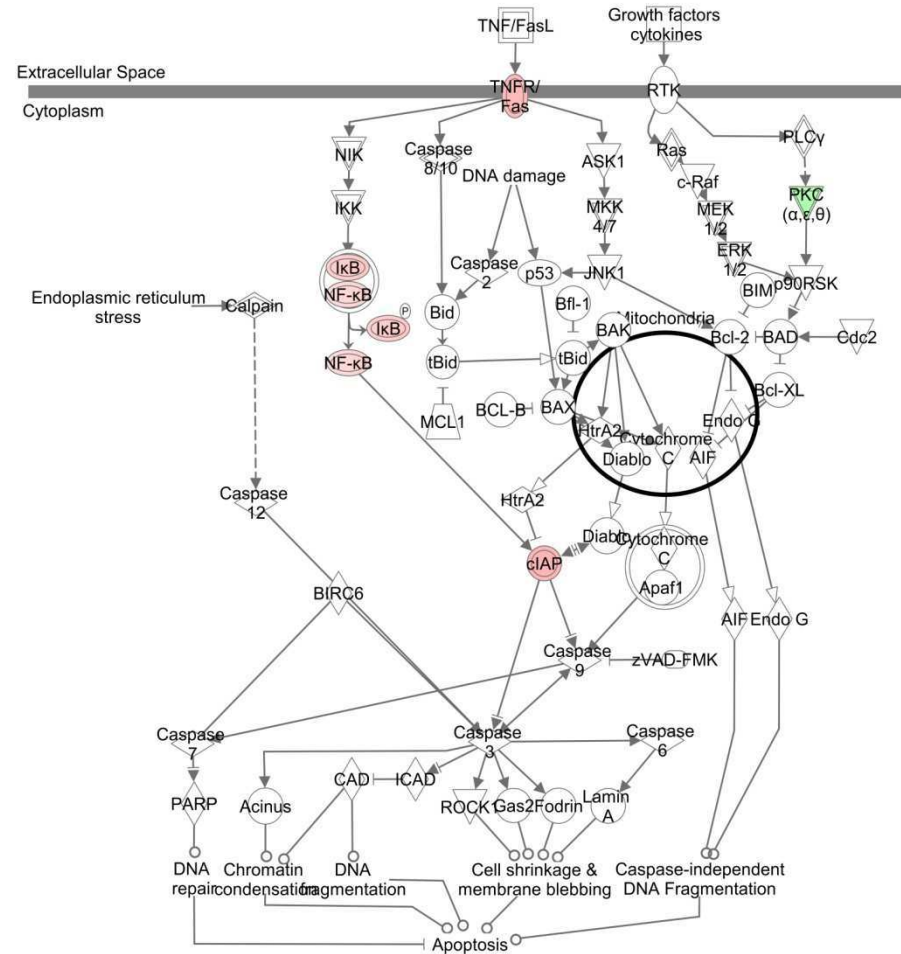 TNF/FasL
Growth factors
cytokines
Extracellular Space
TNFR/
Fas
RTK
Cytoplasm
NIK
Caspase
8/10
ASK1
Ras
PLCγ
DNA damage
c-Raf
IKK
MKK
4/7
MEK
1/2
PKC
(α,ε,θ)
ERK
1/2
IκB
NF-κB
Caspase
2
p53
JNK1
BIM
p90RSK
Endoplasmic reticulum
stress
Calpain
P
IκB
Bid
Bfl-1
Mitochondria
BAK
Bcl-2
BAD
Cdc2
NF-κB
tBid
tBid
Bcl-XL
MCL1
BCL-B
BAX
HtrA2
Endo G
Cytochrome
C
Diablo
AIF
Caspase
12
HtrA2
Diablo
Cytochrome
C
Apaf1
cIAP
BIRC6
AIF
Endo G
Caspase
9
zVAD-FMK
Caspase
7
Caspase
3
Caspase
6
PARP
Acinus
CAD
ICAD
ROCK1
Gas2
Fodrin
Lamin
A
DNA
repair
Chromatin
condensation
DNA
fragmentation
Cell shrinkage &
membrane blebbing
Caspase-independent
DNA Fragmentation
Apoptosis